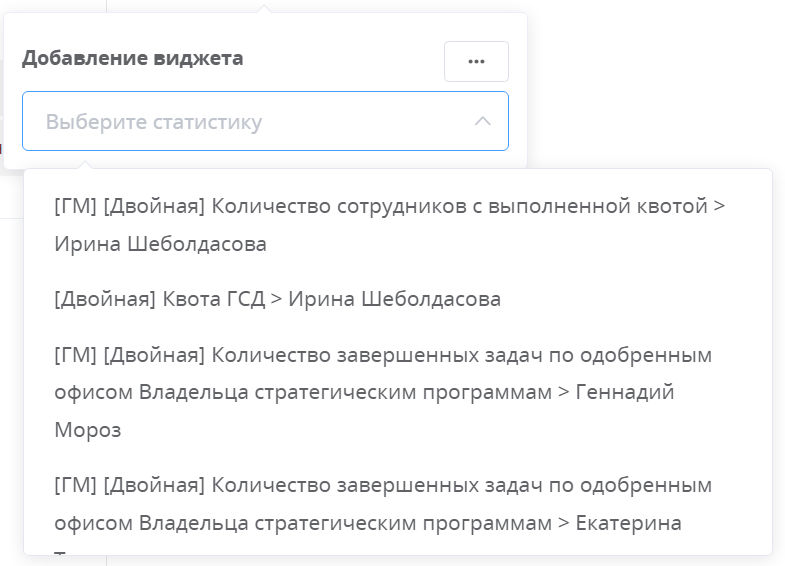 Добавление виджета
...
Выберите статистику
[ГМ] [Двойная] Количество сотрудников с выполненной квотой >
Ирина Шеболдасова
[Двойная] Квота ГСД > Ирина Шеболдасова
[ГМ] [Двойная] Количество завершенных задач по одобренным
офисом Владельца стратегическим программам > Геннадий
Мороз
[ГМ] [Двойная] Количество завершенных задач по одобренным
офисом Владельца стратегическим программам > Екатерина